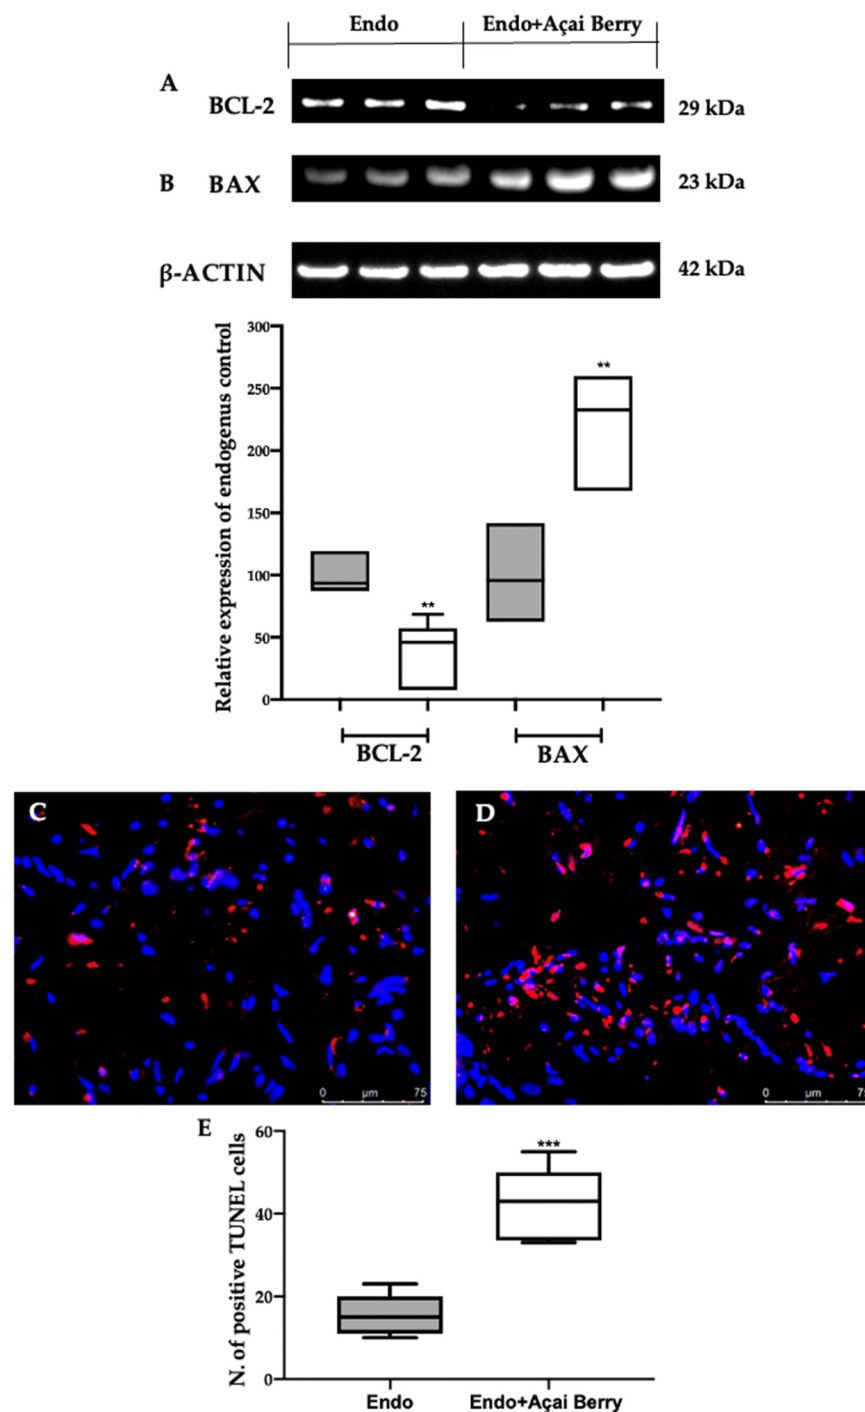 Endo Endo+Açai Berry
A
BCL-2 29 kDa
B BAX 23 kDa
β-ACTIN 42 kDa
Relative expression of endogenus control
300
250
200
150
100
50
0
**
**
BCL-2 BAX
C
D
0 µm 75
0 µm
E
N. of positive TUNEL cells
60
40
20
0
***
Endo Endo+Açai Berry